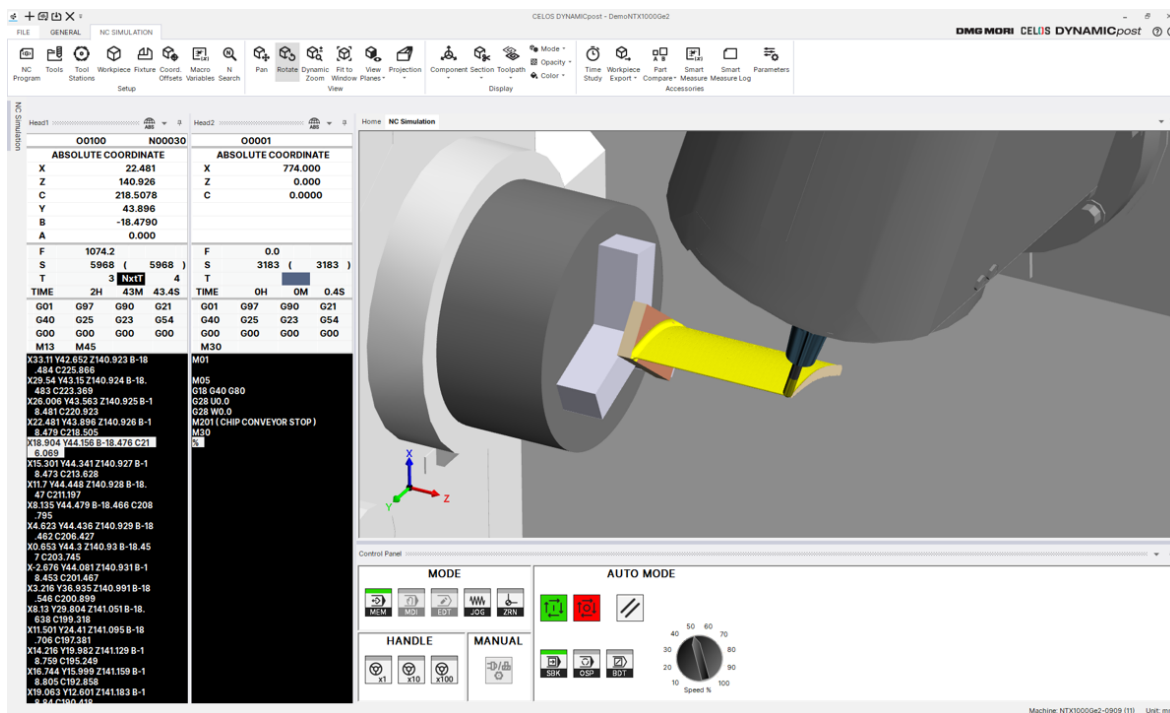 CELOS DYNAMICpost - DemoNTX1000Ge2
FILE GENERAL NC SIMULATION
DMG MORI CELOS DYNAMICpost
NC Program Tools Tool Stations Workpiece Fixture Coord. Offsets Macro Variables N Search
Setup
Pan Rotate Dynamic Zoom Fit to Window View Planes Projection
View
Component Section Toolpath Mode Opacity Color
Display
Time Study Workpiece Export Part Compare Smart Measure Smart Measure Log Parameters
Accessories
NC Simulation
Head1 ABS
O0100 N00030
ABSOLUTE COORDINATE
X 22.481
Z 140.926
C 218.5078
Y 43.896
B -18.4790
A 0.000
F 1074.2
S 5968 ( 5968 )
T 3 NxtT 4
TIME 2H 43M 43.4S
G01 G97 G90 G21
G40 G25 G23 G54
G00 G00 G00 G00
M13 M45
X33.11 Y42.652 Z140.923 B-18
.484 C225.866
X29.54 Y43.15 Z140.924 B-18.
483 C223.369
X26.006 Y43.563 Z140.925 B-1
8.481 C220.923
X22.481 Y43.896 Z140.926 B-1
8.479 C218.505
X18.904 Y44.156 B-18.476 C21
6.069
X15.301 Y44.341 Z140.927 B-1
8.473 C213.628
X11.7 Y44.448 Z140.928 B-18.
47 C211.197
X8.135 Y44.479 B-18.466 C208
.795
X4.623 Y44.436 Z140.929 B-18
.462 C206.427
X0.653 Y44.3 Z140.93 B-18.45
7 C203.745
X-2.676 Y44.081 Z140.931 B-1
8.453 C201.467
X3.216 Y36.935 Z140.991 B-18
.546 C200.899
X8.13 Y29.804 Z141.051 B-18.
638 C199.318
X11.501 Y24.41 Z141.095 B-18
.706 C197.381
X14.216 Y19.982 Z141.129 B-1
8.759 C195.249
X16.744 Y15.999 Z141.159 B-1
8.805 C192.858
X19.063 Y12.601 Z141.183 B-1
8.84 C190.418
Head2 ABS
O0001
ABSOLUTE COORDINATE
X 774.000
Z 0.000
C 0.0000
F 0.0
S 3183 ( 3183 )
T
TIME 0H 0M 0.4S
G01 G97 G90 G21
G40 G25 G23 G54
G00 G00 G00 G00
M30
M01
M05
G18 G40 G80
G28 U0.0
G28 W0.0
M201 ( CHIP CONVEYOR STOP )
M30
%
Home NC Simulation
X
Z
Y
Control Panel
MODE
MEM MDI EDT JOG ZRN
HANDLE
x1 x10 x100
MANUAL
AUTO MODE
SBK OSP BDT
10 20 30 40 50 60 70 80 90 100
Speed %
Machine: NTX1000Ge2-0909 (11) Unit: